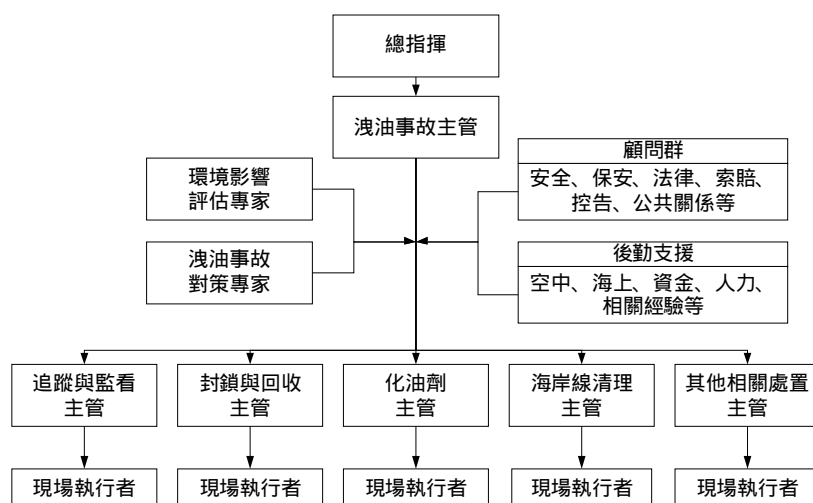 總指揮
洩油事故主管
環境影響
評估專家
洩油事故
對策專家
顧問群
安全、保安、法律、索賠、
控告、公共關係等
後勤支援
空中、海上、資金、人力、
相關經驗等
追蹤與監看
主管
封鎖與回收
主管
化油劑
主管
海岸線清理
主管
其他相關處置
主管
現場執行者
現場執行者
現場執行者
現場執行者
現場執行者